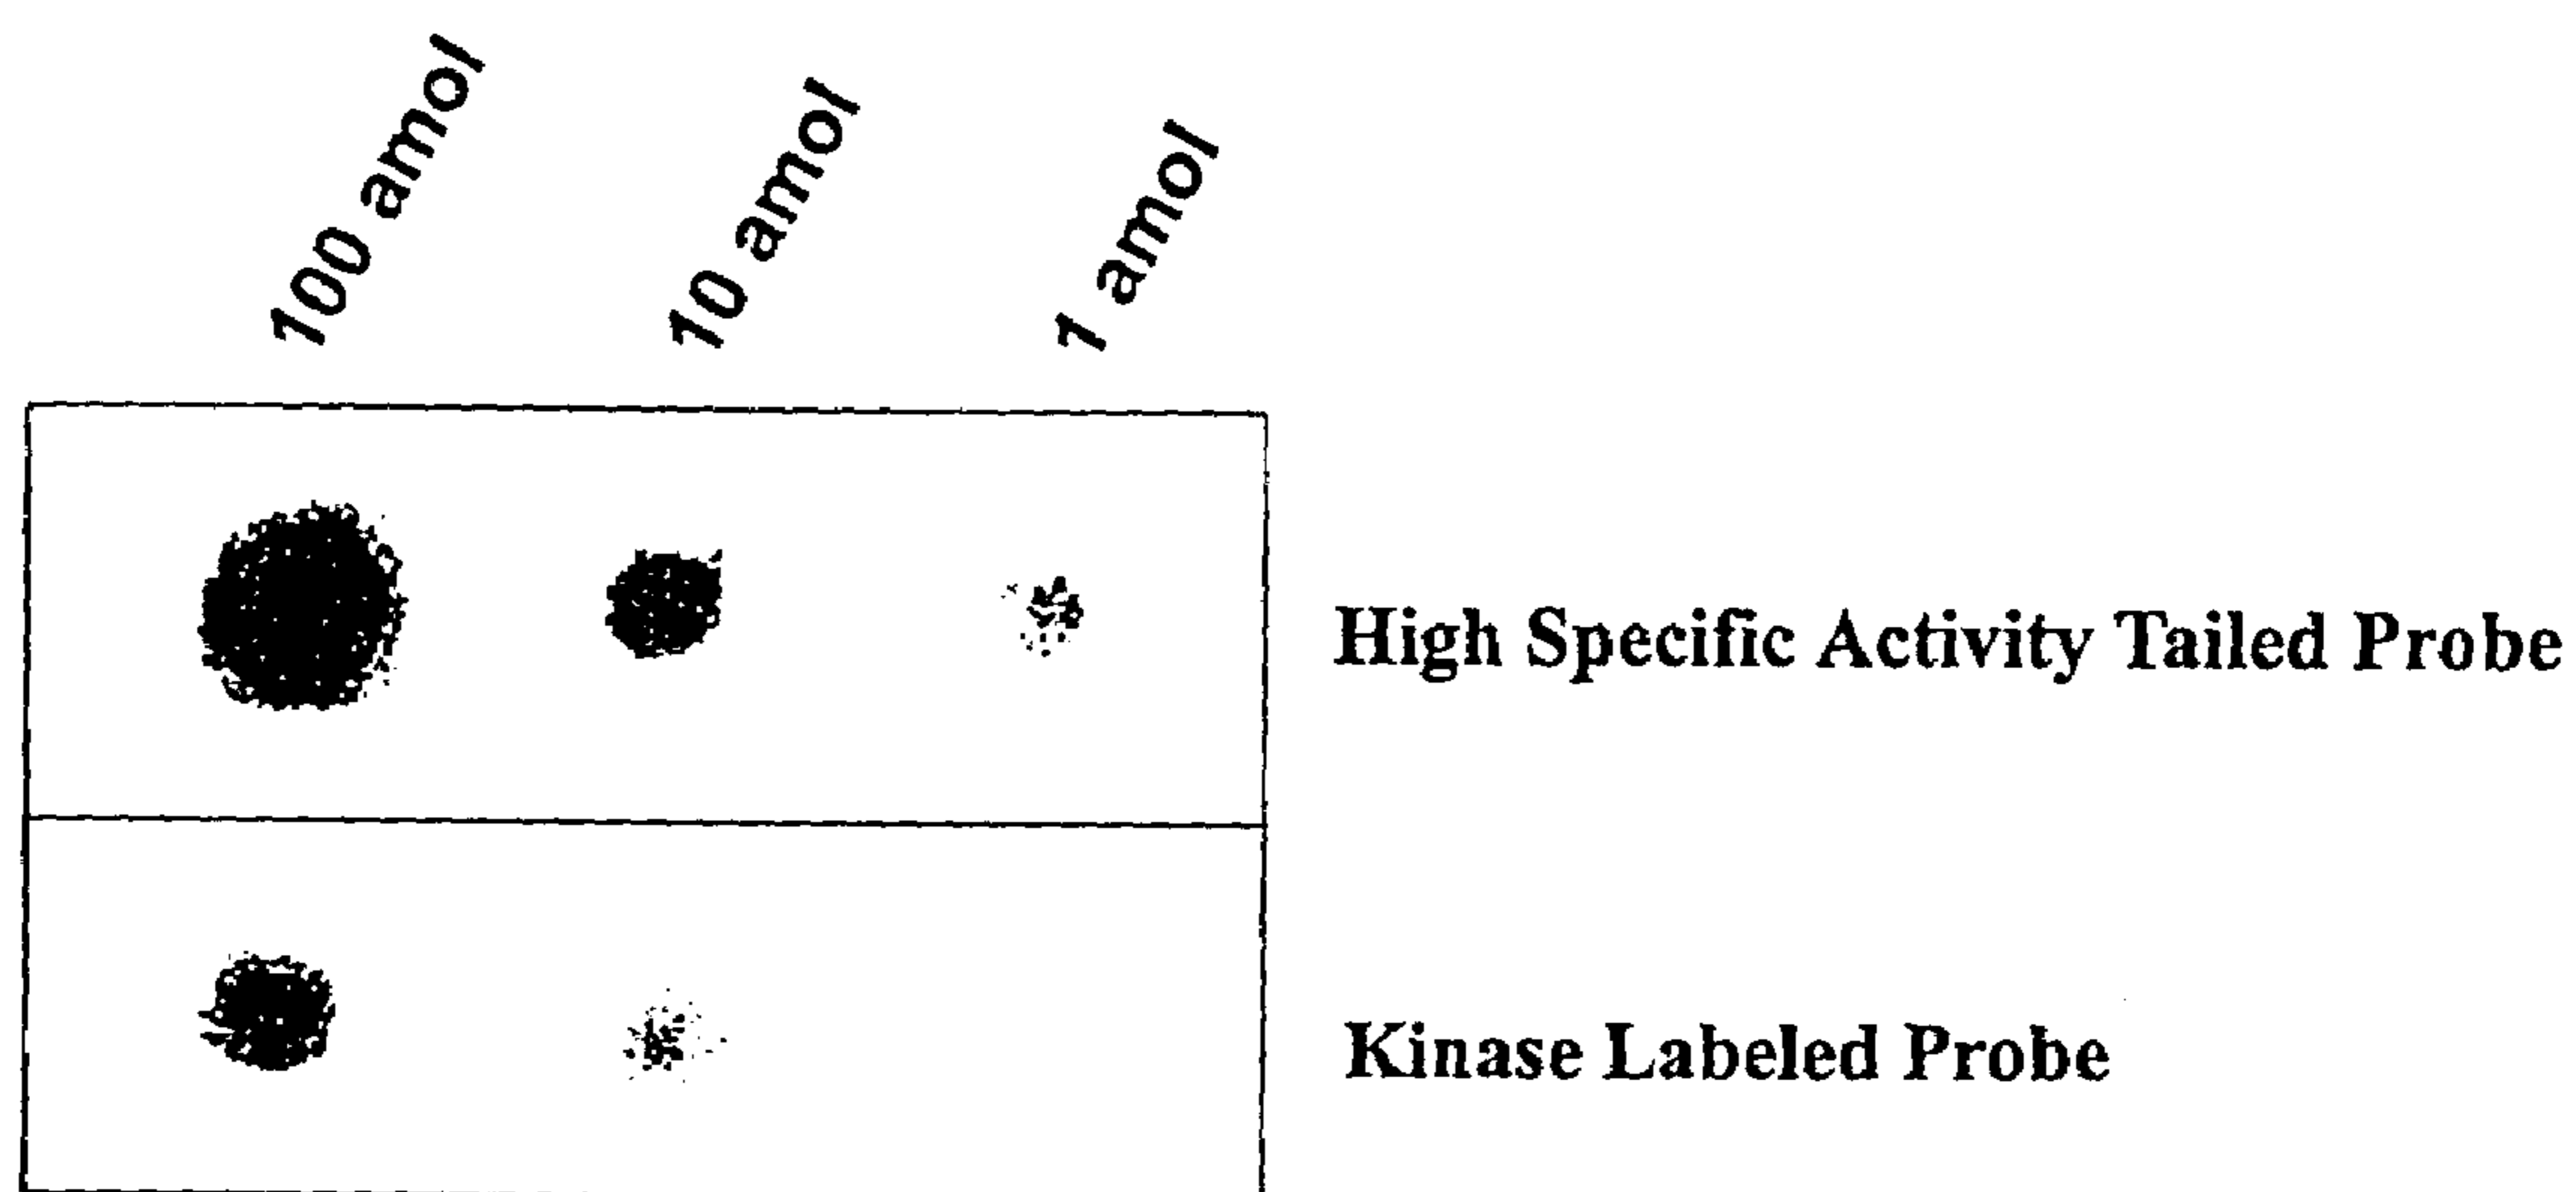 100 amol
10 amol
1 amol
High Specific Activity Tailed Probe
Kinase Labeled Probe